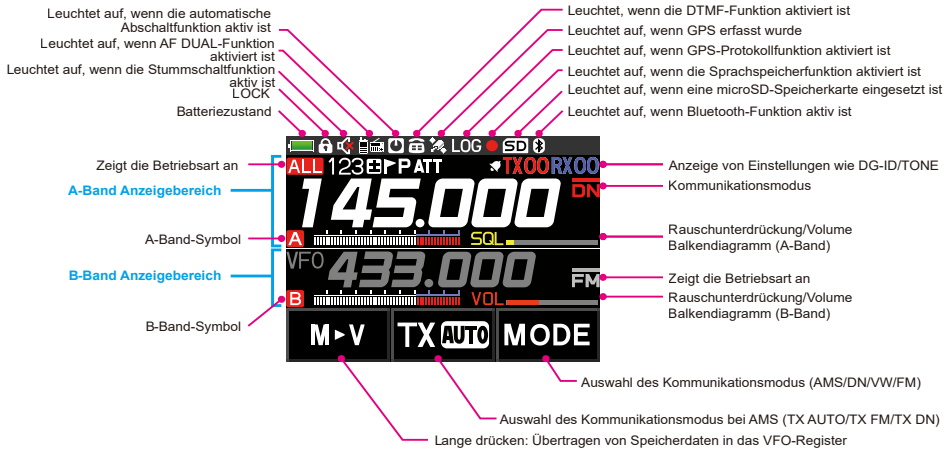 Leuchtet auf, wenn die automatische
Abschaltfunktion aktiv ist
Leuchtet auf, wenn AF DUAL-Funktion
aktiviert ist
Leuchtet auf, wenn die Stummschaltfunktion
aktiv ist
LOCK
Batteriezustand
Leuchtet, wenn die DTMF-Funktion aktiviert ist
Leuchtet auf, wenn GPS erfasst wurde
Leuchtet auf, wenn GPS-Protokollfunktion aktiviert ist
Leuchtet auf, wenn die Sprachspeicherfunktion aktiviert ist
Leuchtet auf, wenn eine microSD-Speicherkarte eingesetzt ist
Leuchtet auf, wenn Bluetooth-Funktion aktiv ist
LOG SD
Zeigt die Betriebsart an
A-Band Anzeigebereich
A-Band-Symbol
B-Band Anzeigebereich
B-Band-Symbol
ALL 123 P ATT TX00RX00
145.000 DN
A SQL
VFO 433.000 FM
B VOL
M►V TX AUTO MODE
Anzeige von Einstellungen wie DG-ID/TONE
Kommunikationsmodus
Rauschunterdrückung/Volume
Balkendiagramm (A-Band)
Zeigt die Betriebsart an
Rauschunterdrückung/Volume
Balkendiagramm (B-Band)
Auswahl des Kommunikationsmodus (AMS/DN/VW/FM)
Auswahl des Kommunikationsmodus bei AMS (TX AUTO/TX FM/TX DN)
Lange drücken: Übertragen von Speicherdaten in das VFO-Register